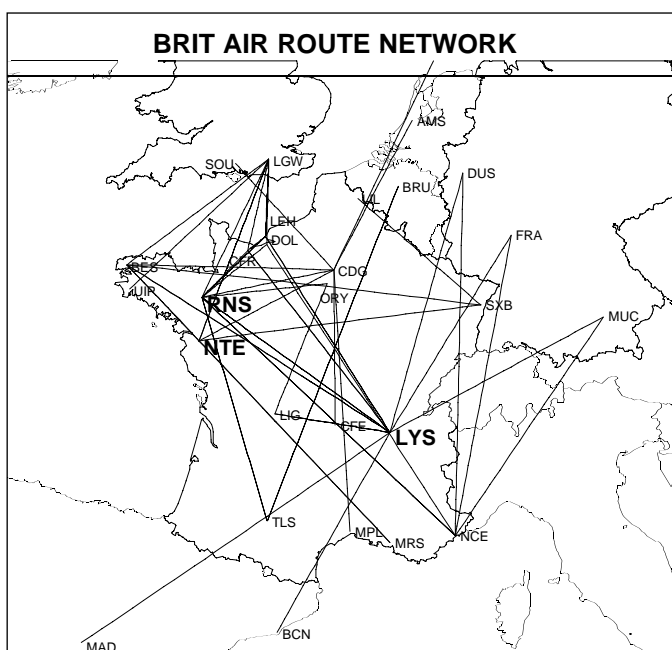 BRIT AIR ROUTE NETWORK
AMS
SOU
LGW
DUS
BRU
LIL
LEH
DOL
FRA
CFR
BES
CDG
UIP
ORY
RNS
SXB
MUC
NTE
LIG
CFE
LYS
TLS
MPL
MRS
NCE
BCN
MAD